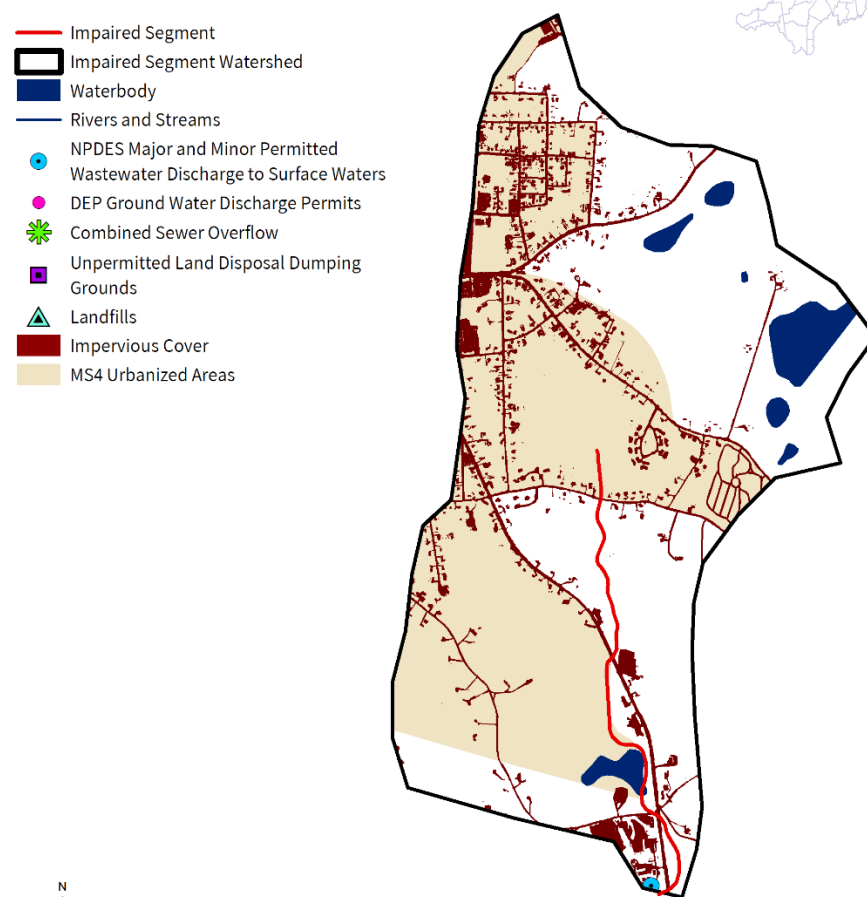 Impaired Segment
Impaired Segment Watershed
Waterbody
Rivers and Streams
NPDES Major and Minor Permitted
Wastewater Discharge to Surface Waters
DEP Ground Water Discharge Permits
Combined Sewer Overflow
Unpermitted Land Disposal Dumping
Grounds
Landfills
Impervious Cover
MS4 Urbanized Areas
N